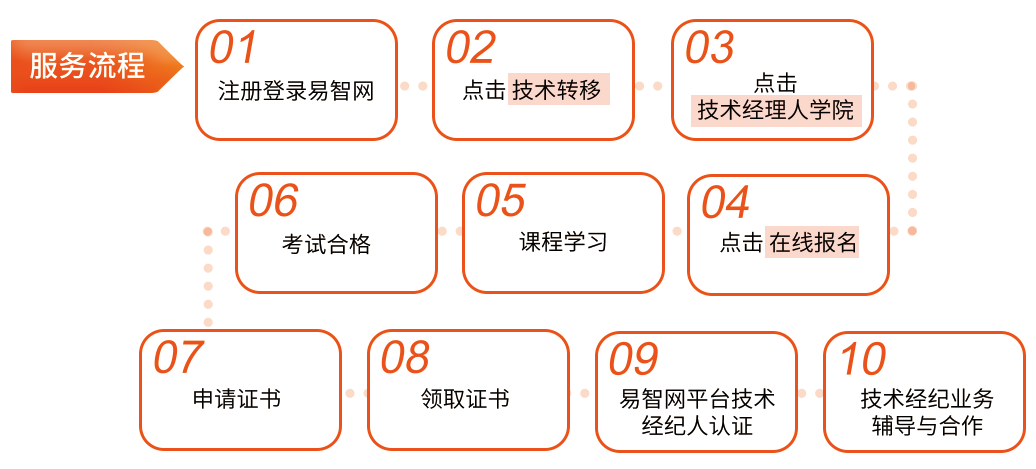 服务流程
01
注册登录易智网
02
点击 技术转移
03
点击
技术经理人学院
04
点击 在线报名
05
课程学习
06
考试合格
07
申请证书
08
领取证书
09
易智网平台技术
经纪人认证
10
技术经纪业务
辅导与合作